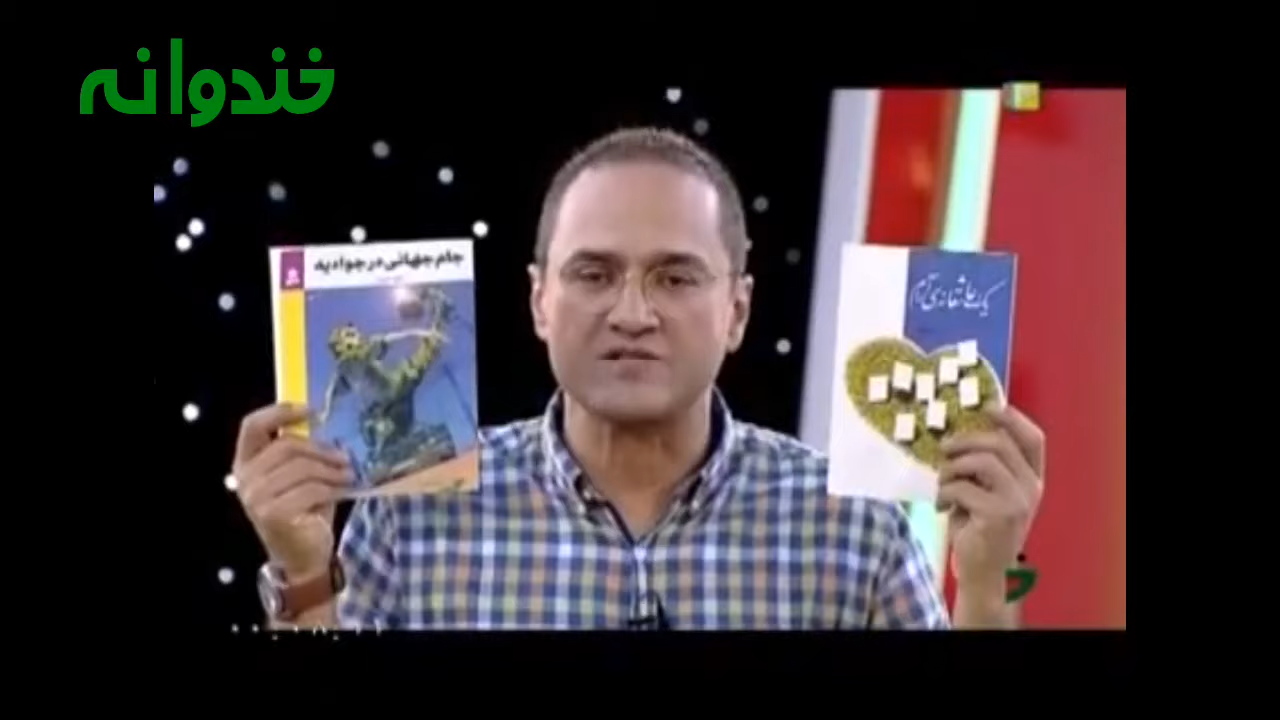 خندوانه
جام جهانی در جوادیه
یک عاشقانه‌ی آرام